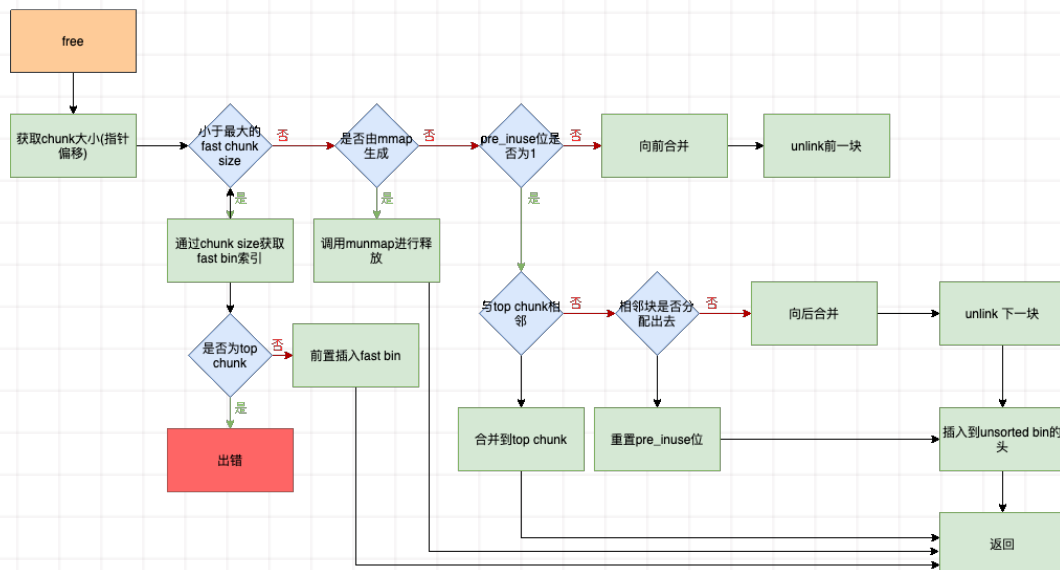 free
获取chunk大小(指针
偏移)
小于最大的
fast chunk
size
否
是否由mmap
生成
否
pre_inuse位是
否为1
否
向前合并
unlink前一块
是
是
是
通过chunk size获取
fast bin索引
调用munmap进行释
放
与top chunk相
邻
否
相邻块是否分
配出去
否
向后合并
unlink 下一块
是否为top
chunk
否
前置插入fast bin
是
出错
合并到top chunk
重置pre_inuse位
插入到unsorted bin的
头
返回